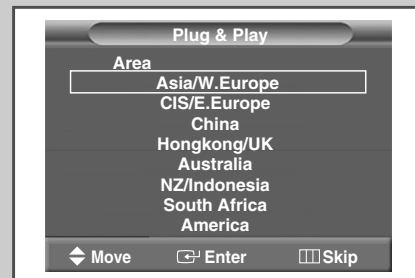 Plug & Play
Area
Asia/W.Europe
CIS/E.Europe
China
Hongkong/UK
Australia
NZ/Indonesia
South Africa
America
Move Enter Skip